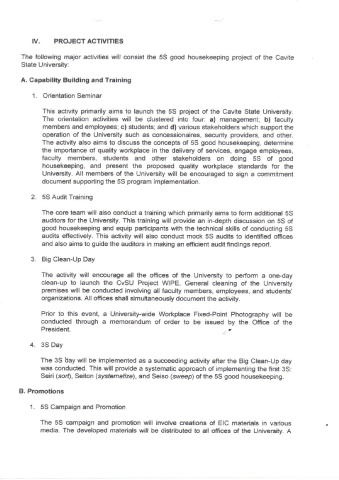 IV. PROJECT ACTIVITIES
The following major activities will consist the 5S good housekeeping project of the Cavite
State University:
A. Capability Building and Training
1. Orientation Seminar
This activity primarily aims to launch the 5S project of the Cavite State University.
The orientation activities will be clustered into four: a) management; b) faculty
members and employees; c) students; and d) various stakeholders which support the
operation of the University such as concessionaires, security providers, and other.
The activity also aims to discuss the concepts of 5S good housekeeping, determine
the importance of quality workplace in the delivery of services, engage employees,
faculty members, students and other stakeholders on doing 5S of good
housekeeping, and present the proposed quality workplace standards for the
University. All members of the University will be encouraged to sign a commitment
document supporting the 5S program implementation.
2. 5S Audit Training
The core team will also conduct a training which primarily aims to form additional 5S
auditors for the University. This training will provide an in-depth discussion on 5S of
good housekeeping and equip participants with the technical skills of conducting 5S
audits effectively. This activity will also conduct mock 5S audits to identified offices
and also aims to guide the auditors in making an efficient audit findings report.
3. Big Clean-Up Day
The activity will encourage all the offices of the University to perform a one-day
clean-up to launch the CvSU Project WIPE. General cleaning of the University
premises will be conducted involving all faculty members, employees, and students'
organizations. All offices shall simultaneously document the activity.
Prior to this event, a University-wide Workplace Fixed-Point Photography will be
conducted through a memorandum of order to be issued by the Office of the
President.
4. 3S Day
The 3S Day will be implemented as a succeeding activity after the Big Clean-Up day
was conducted. This will provide a systematic approach of implementing the first 3S:
Seiri (sort), Seiton (systematize), and Seiso (sweep) of the 5S good housekeeping.
B. Promotions
1. 5S Campaign and Promotion
The 5S campaign and promotion will involve creations of EIC materials in various
media. The developed materials will be distributed to all offices of the University. A